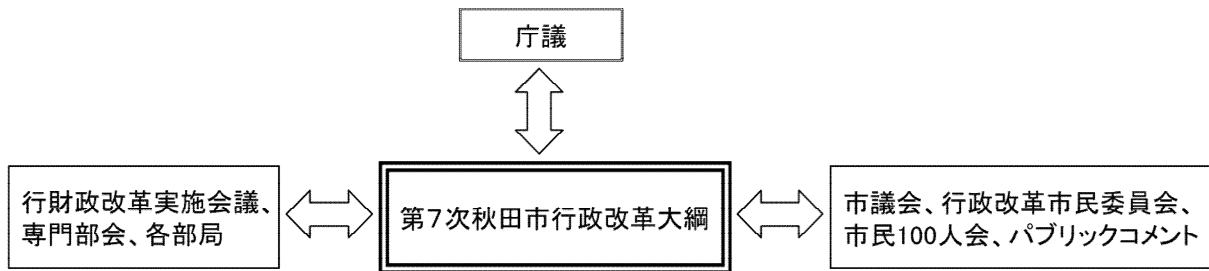 庁議
行財政改革実施会議、
専門部会、各部局
第7次秋田市行政改革大綱
市議会、行政改革市民委員会、
市民100人会、パブリックコメント